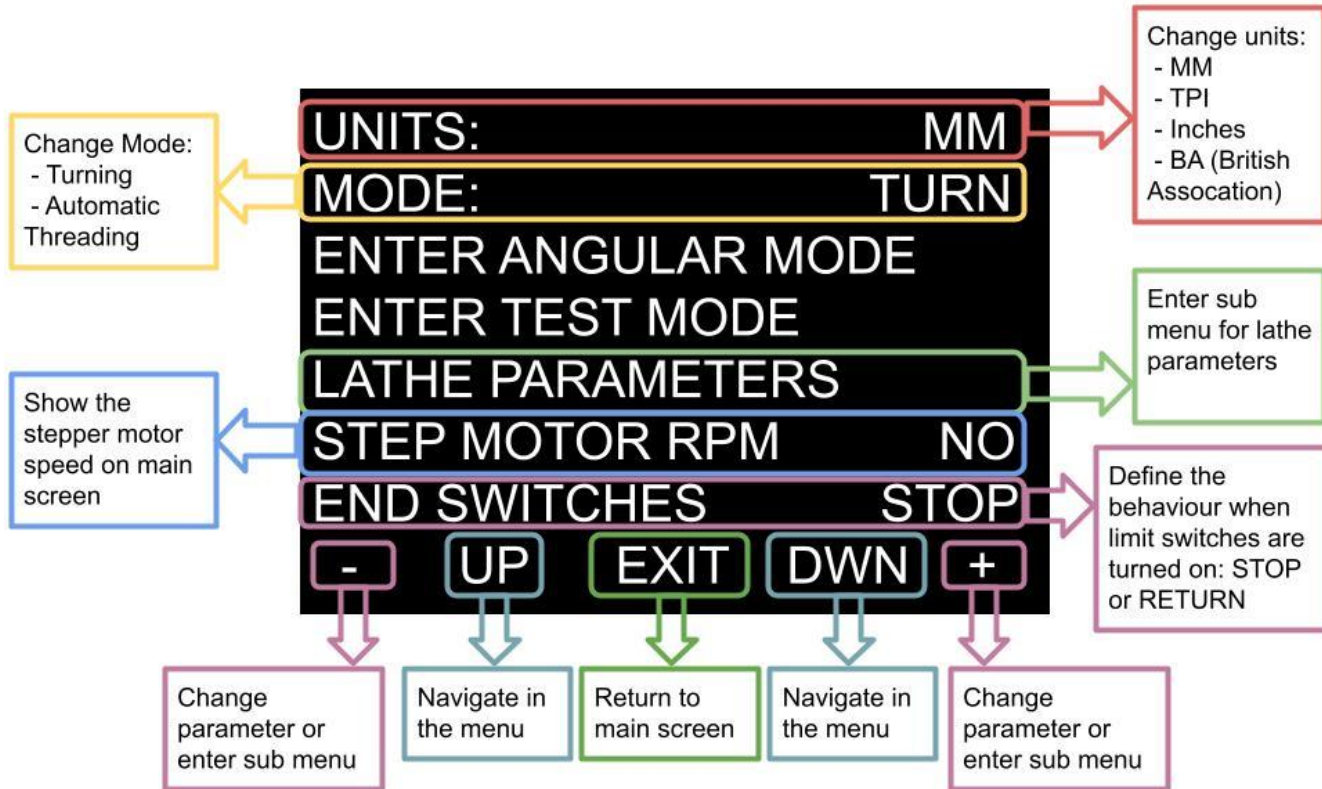 Change units:
- MM
- TPI
- Inches
- BA (British
Assocation)
UNITS: MM
Change Mode:
- Turning
- Automatic
Threading
MODE: TURN
ENTER ANGULAR MODE
ENTER TEST MODE
Enter sub
menu for lathe
parameters
LATHE PARAMETERS
Show the
stepper motor
speed on main
screen
STEP MOTOR RPM NO
Define the
behaviour when
limit switches are
turned on: STOP
or RETURN
END SWITCHES STOP
- UP EXIT DWN +
Change
parameter or
enter sub menu
Navigate in
the menu
Return to
main screen
Navigate in
the menu
Change
parameter or
enter sub menu